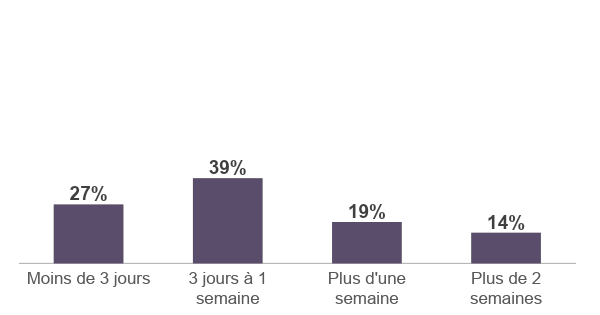 27%
39%
19%
14%
Moins de 3 jours
3 jours à 1
semaine
Plus d'une
semaine
Plus de 2
semaines